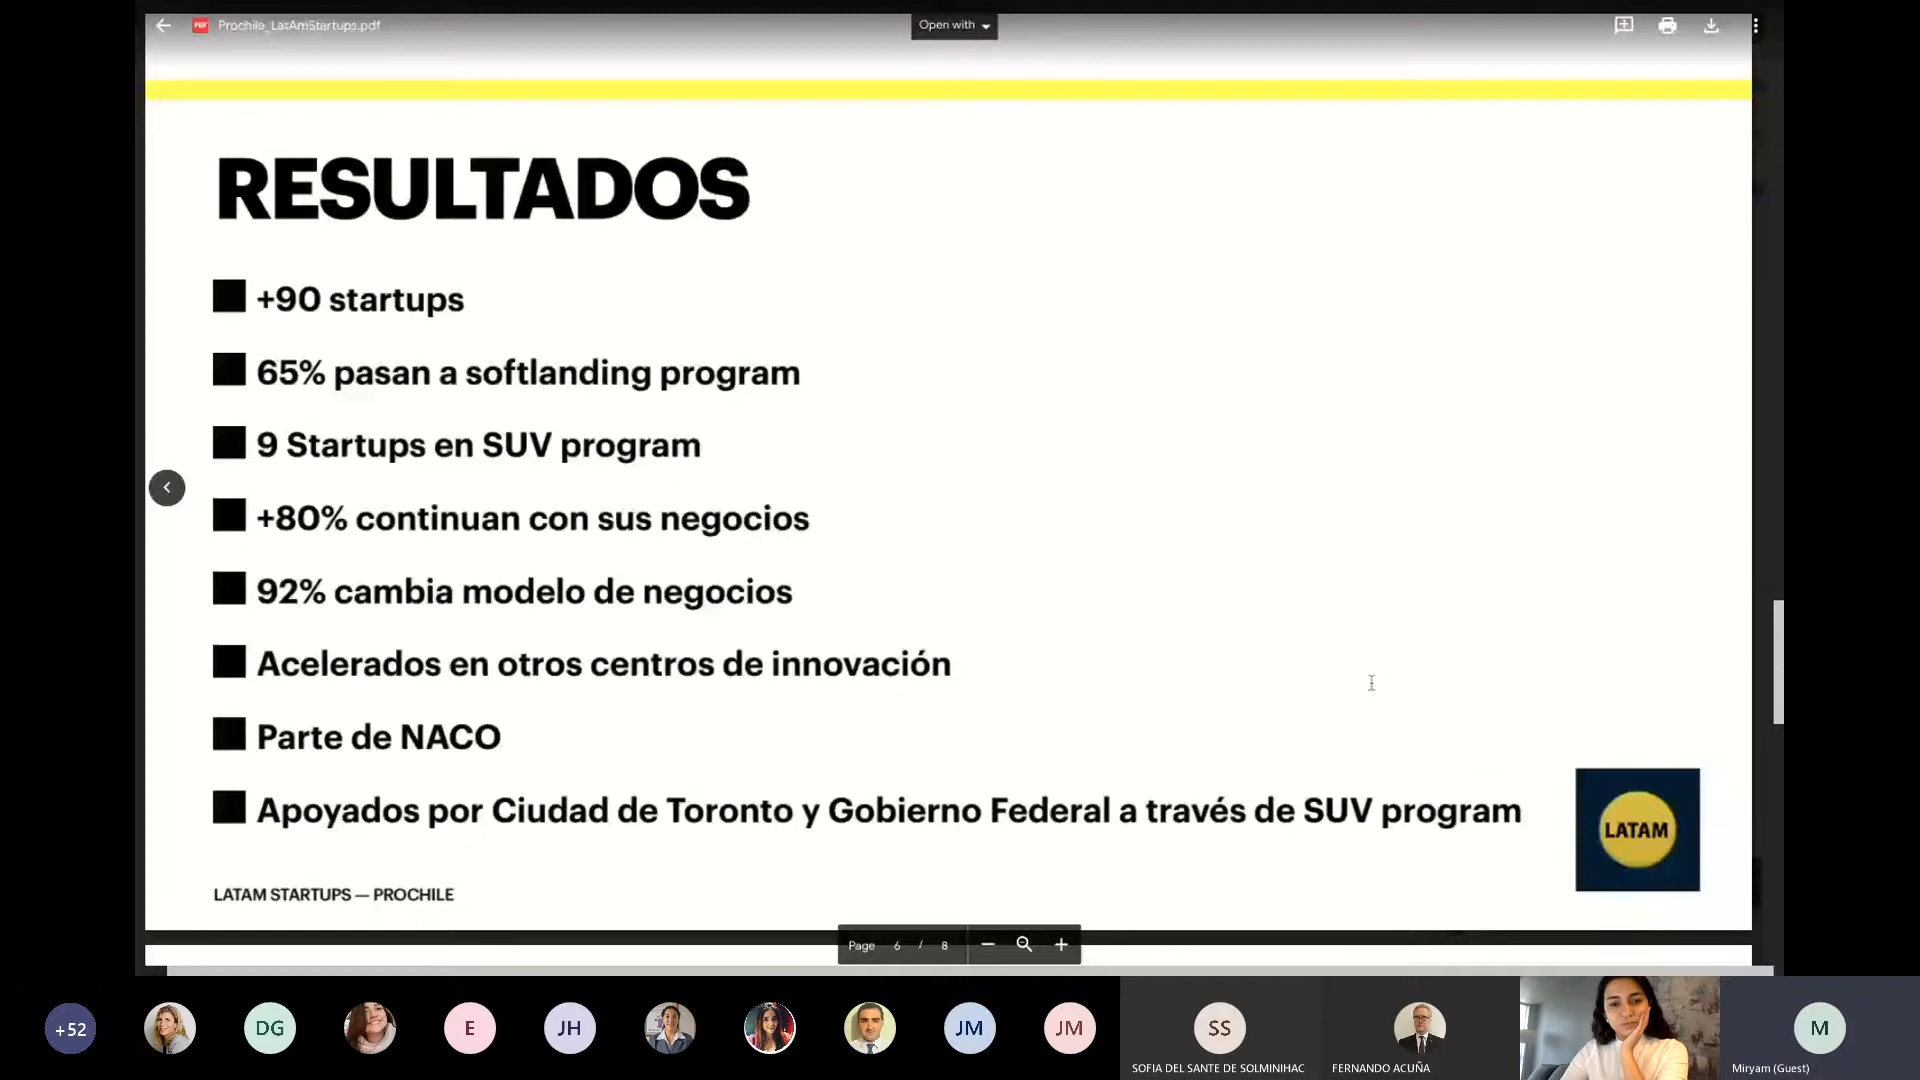 Prochile_LatAmStartups.pdf
Open with
RESULTADOS
+90 startups
65% pasan a softlanding program
9 Startups en SUV program
+80% continuan con sus negocios
92% cambia modelo de negocios
Acelerados en otros centros de innovación
Parte de NACO
Apoyados por Ciudad de Toronto y Gobierno Federal a través de SUV program
LATAM
LATAM STARTUPS — PROCHILE
Page 6 / 8
+52
DG
E
JH
JM
JM
SS
M
SOFIA DEL SANTE DE SOLMINIHAC
FERNANDO ACUÑA
Miryam (Guest)